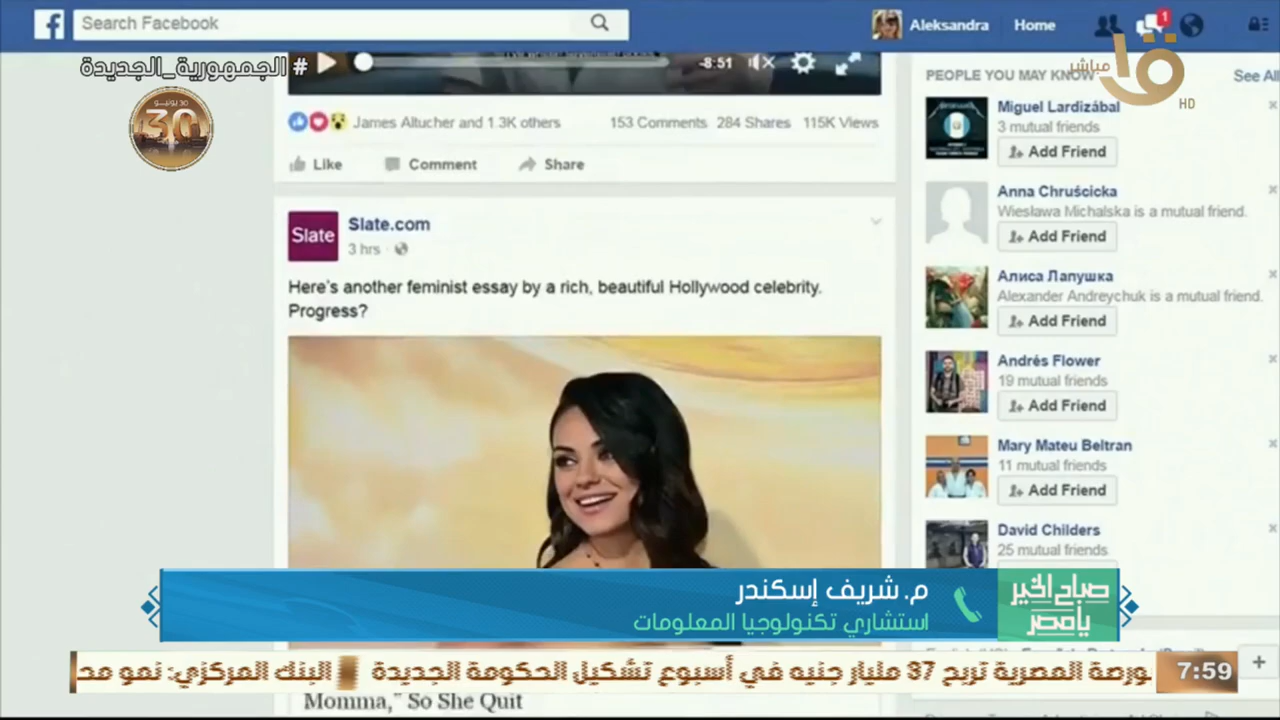 Search Facebook
Aleksandra
Home
1
# الجمهورية_الجديدة
مباشر
HD
٣٠ يونيو
30
-8:51
James Altucher and 1.3K others
153 Comments 284 Shares 115K Views
Like
Comment
Share
Slate
Slate.com
3 hrs
Here's another feminist essay by a rich, beautiful Hollywood celebrity.
Progress?
PEOPLE YOU MAY KNOW
See All
Miguel Lardizábal
3 mutual friends
Add Friend
Anna Chruścicka
Wiesława Michalska is a mutual friend.
Add Friend
Алиса Лапушка
Alexander Andreychuk is a mutual friend.
Add Friend
Andrés Flower
19 mutual friends
Add Friend
Mary Mateu Beltran
11 mutual friends
Add Friend
David Childers
25 mutual friends
صباح الخير
يا مصر
م. شريف إسكندر
استشاري تكنولوجيا المعلومات
7:59
ورصة المصرية تربح 37 مليار جنيه في أسبوع تشكيل الحكومة الجديدة
البنك المركزي: نمو مد
Momma," So She Quit